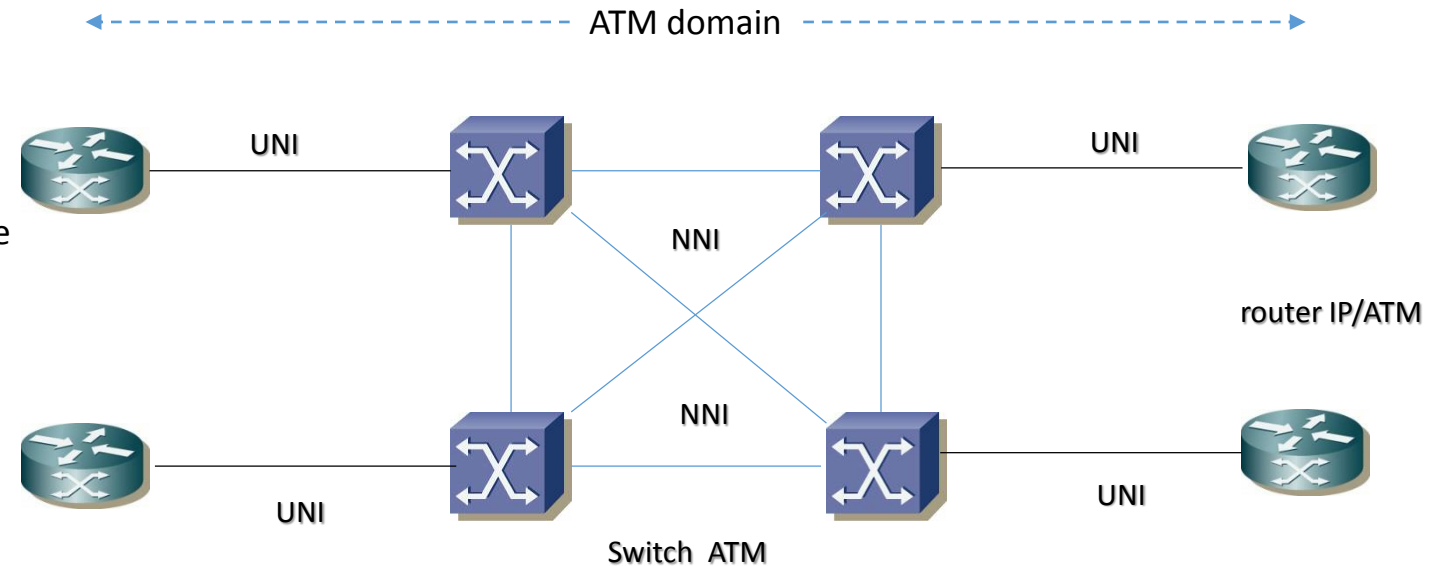 ATM domain
UNI
UNI
e
NNI
router IP/ATM
NNI
UNI
UNI
Switch ATM